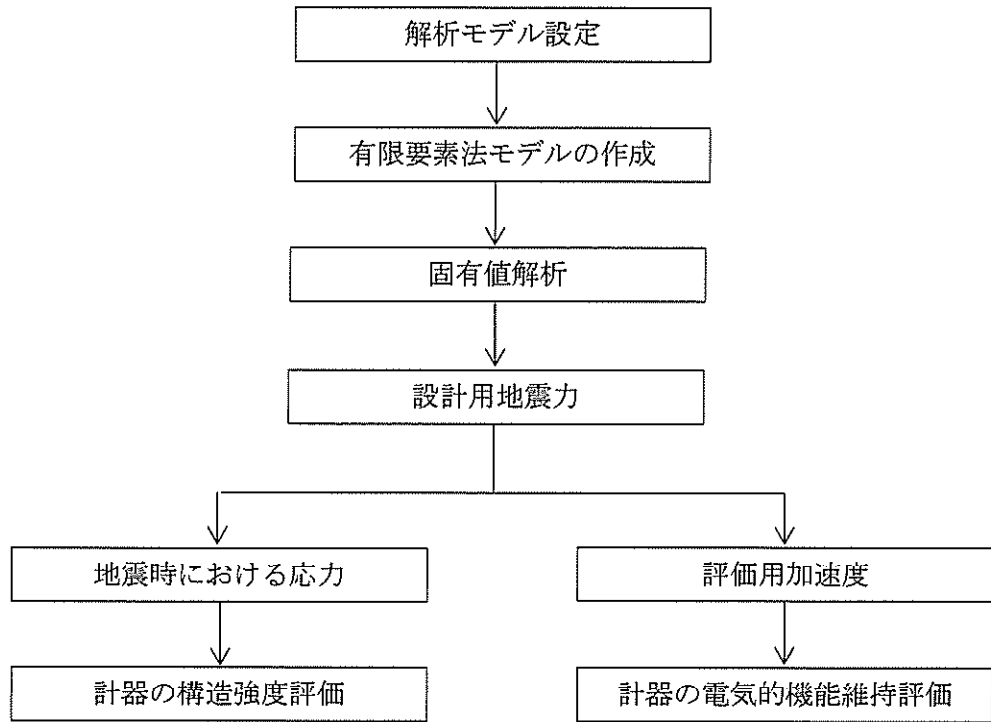 解析モデル設定
有限要素法モデルの作成
固有値解析
設計用地震力
地震時における応力
評価用加速度
計器の構造強度評価
計器の電気的機能維持評価